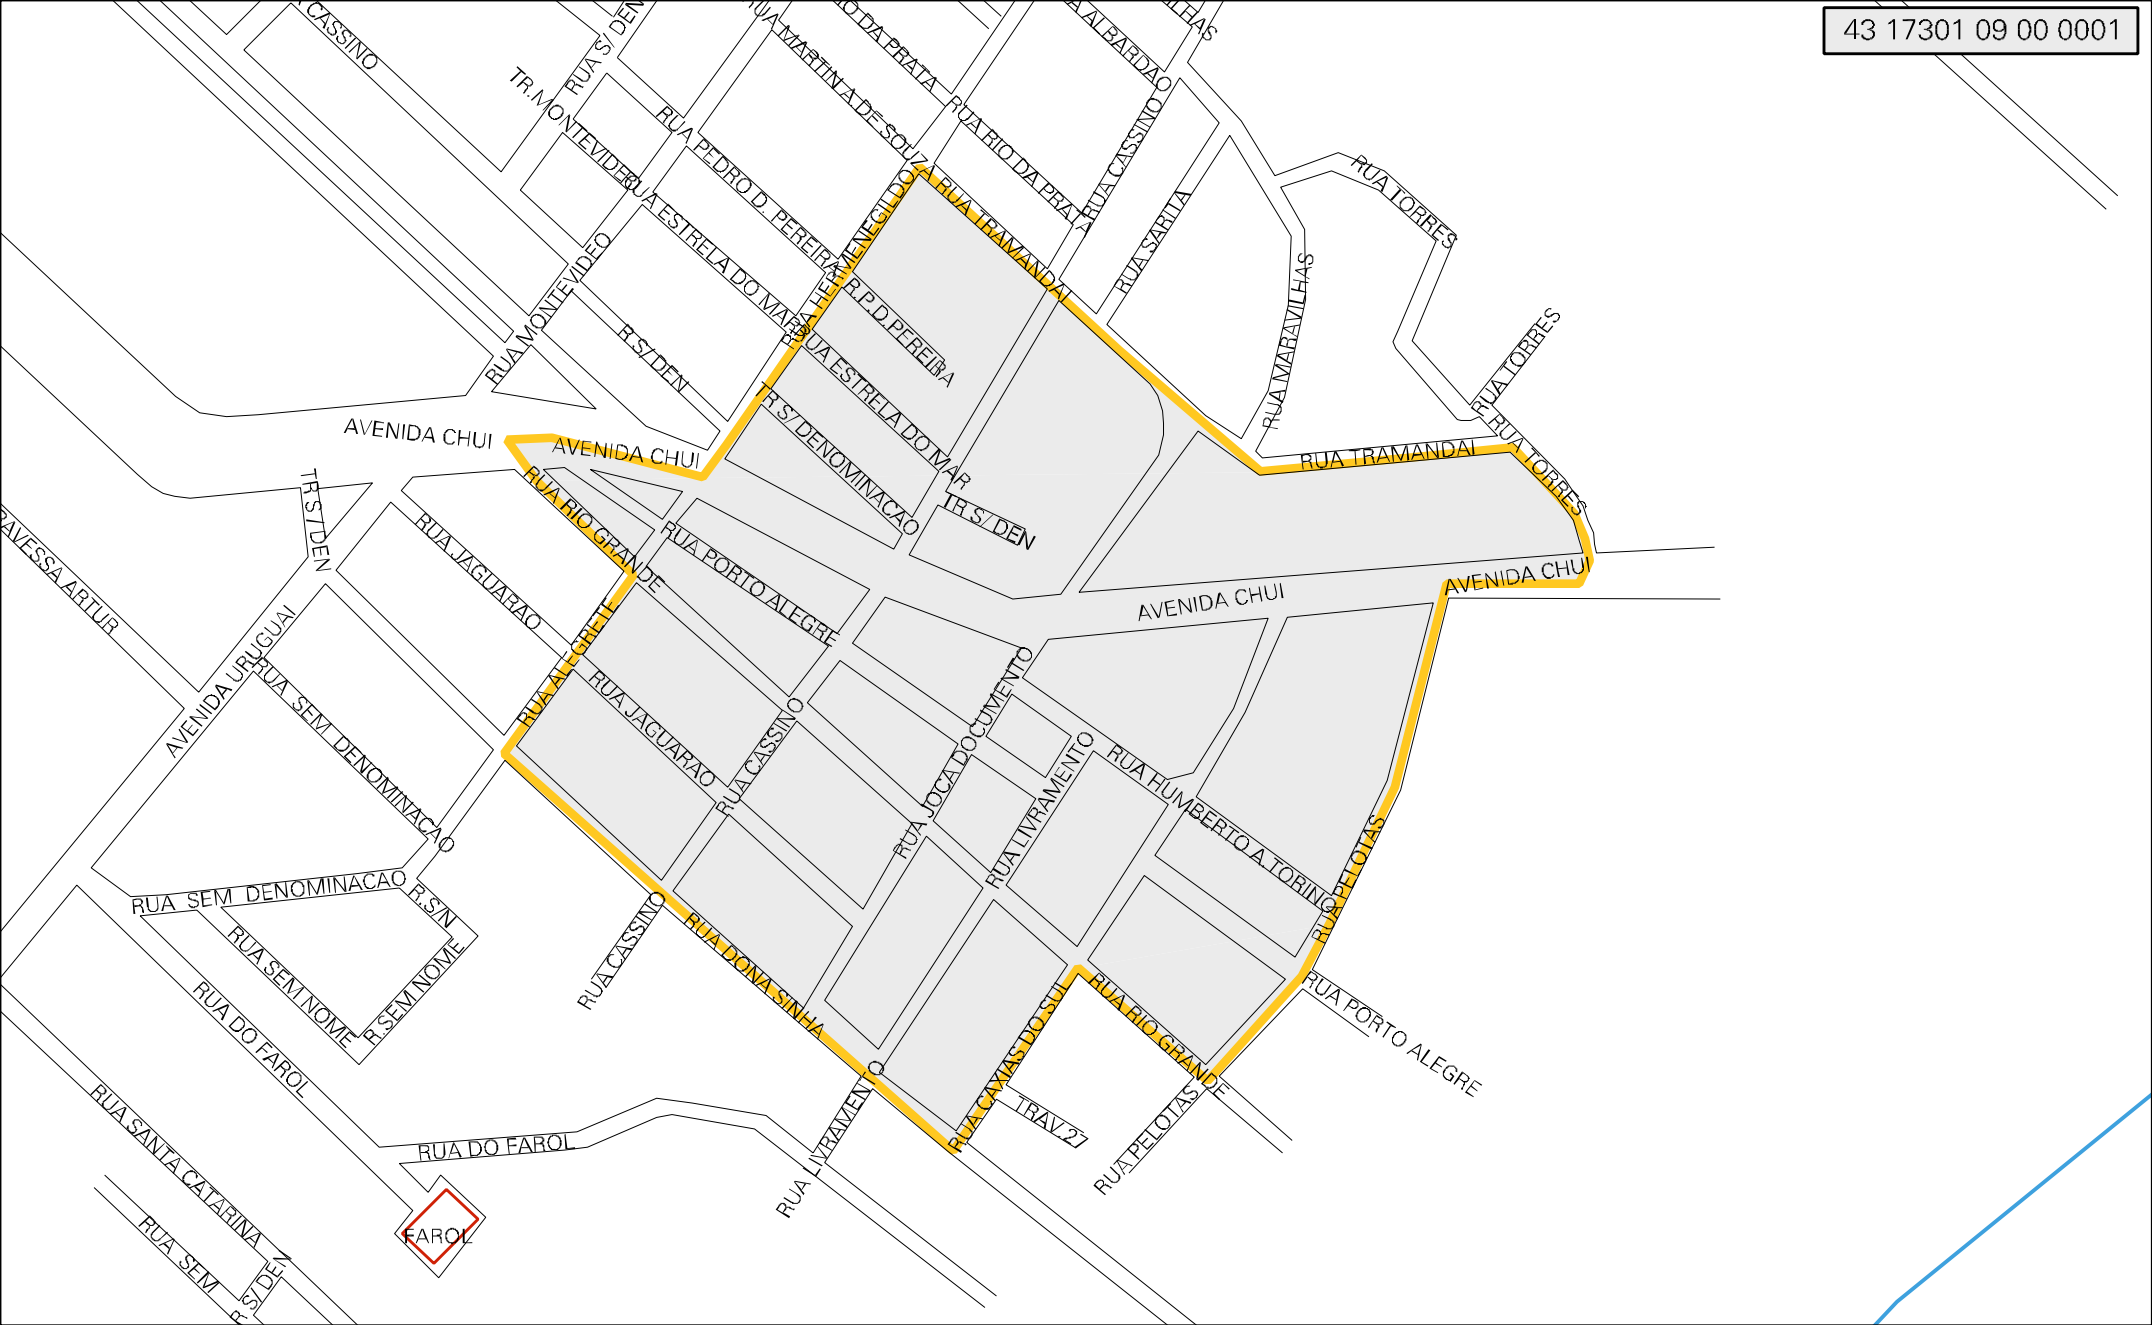 43 17301 09 00 0001
CASSINO
RUA S/ DEN
RUA MARTIN A DE SOUZA
DA PRATA
RUA RIO DA PRATA
A ALBARDAO
ILHAS
TR.MONTEVIDEO
RUA PEDRO D. PEREIRA
RUA CASSINO
RUA SARITA
RUA TORRES
RUA ESTRELA DO MAR
RUA HERMENEGILDO
RUA TRAMANDAI
RUA MONTEVIDEO
R.S/ DEN
R.P.D.PEREIRA
RUA MARAVILHAS
RUA TORRES
RUA ESTRELA DO MAR
TR S/ DENOMINACAO
AVENIDA CHUI
AVENIDA CHUI
RUA TRAMANDAI
RUA TORRES
TR S/ DEN
RUA RIO GRANDE
TR.S/ DEN
RUA JAGUARAO
RUA PORTO ALEGRE
AVENIDA CHUI
AVENIDA CHUI
AVESSA ARTUR
AVENIDA URUGUAI
RUA ALEGRETE
RUA SEM DENOMINACAO
RUA JAGUARAO
RUA CASSINO
RUA JOCA DOCUMENTO
RUA LIVRAMENTO
RUA HUMBERTO A.TORINO
RUA PELOTAS
RUA SEM DENOMINACAO
R.S/N
RUA SEM NOME
R.SEM NOME
RUA CASSINO
RUA DONA SINHA
RUA CAXIAS DO SUL
RUA RIO GRANDE
RUA PORTO ALEGRE
RUA DO FAROL
RUA DO FAROL
RUA LIVRAMENTO
TRAV.27
RUA PELOTAS
RUA SANTA CATARINA
FAROL
RUA SEM
R S/ DEN